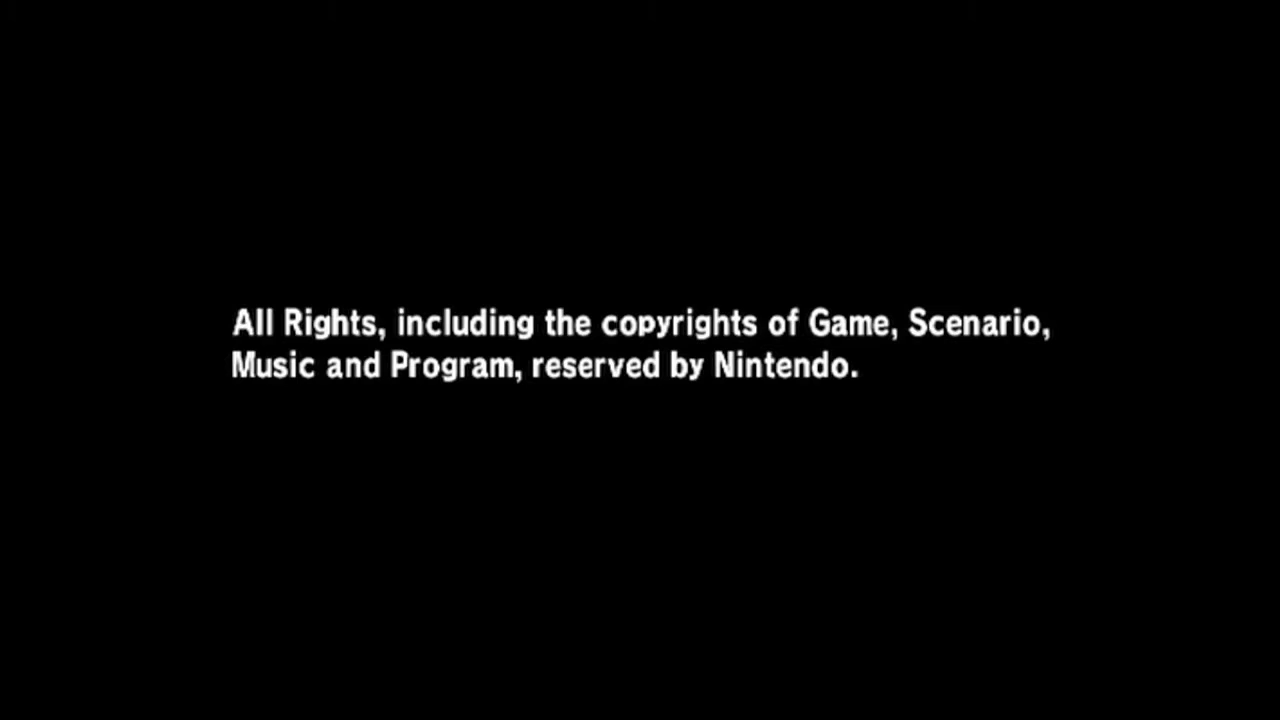 All Rights, including the copyrights of Game, Scenario,
Music and Program, reserved by Nintendo.